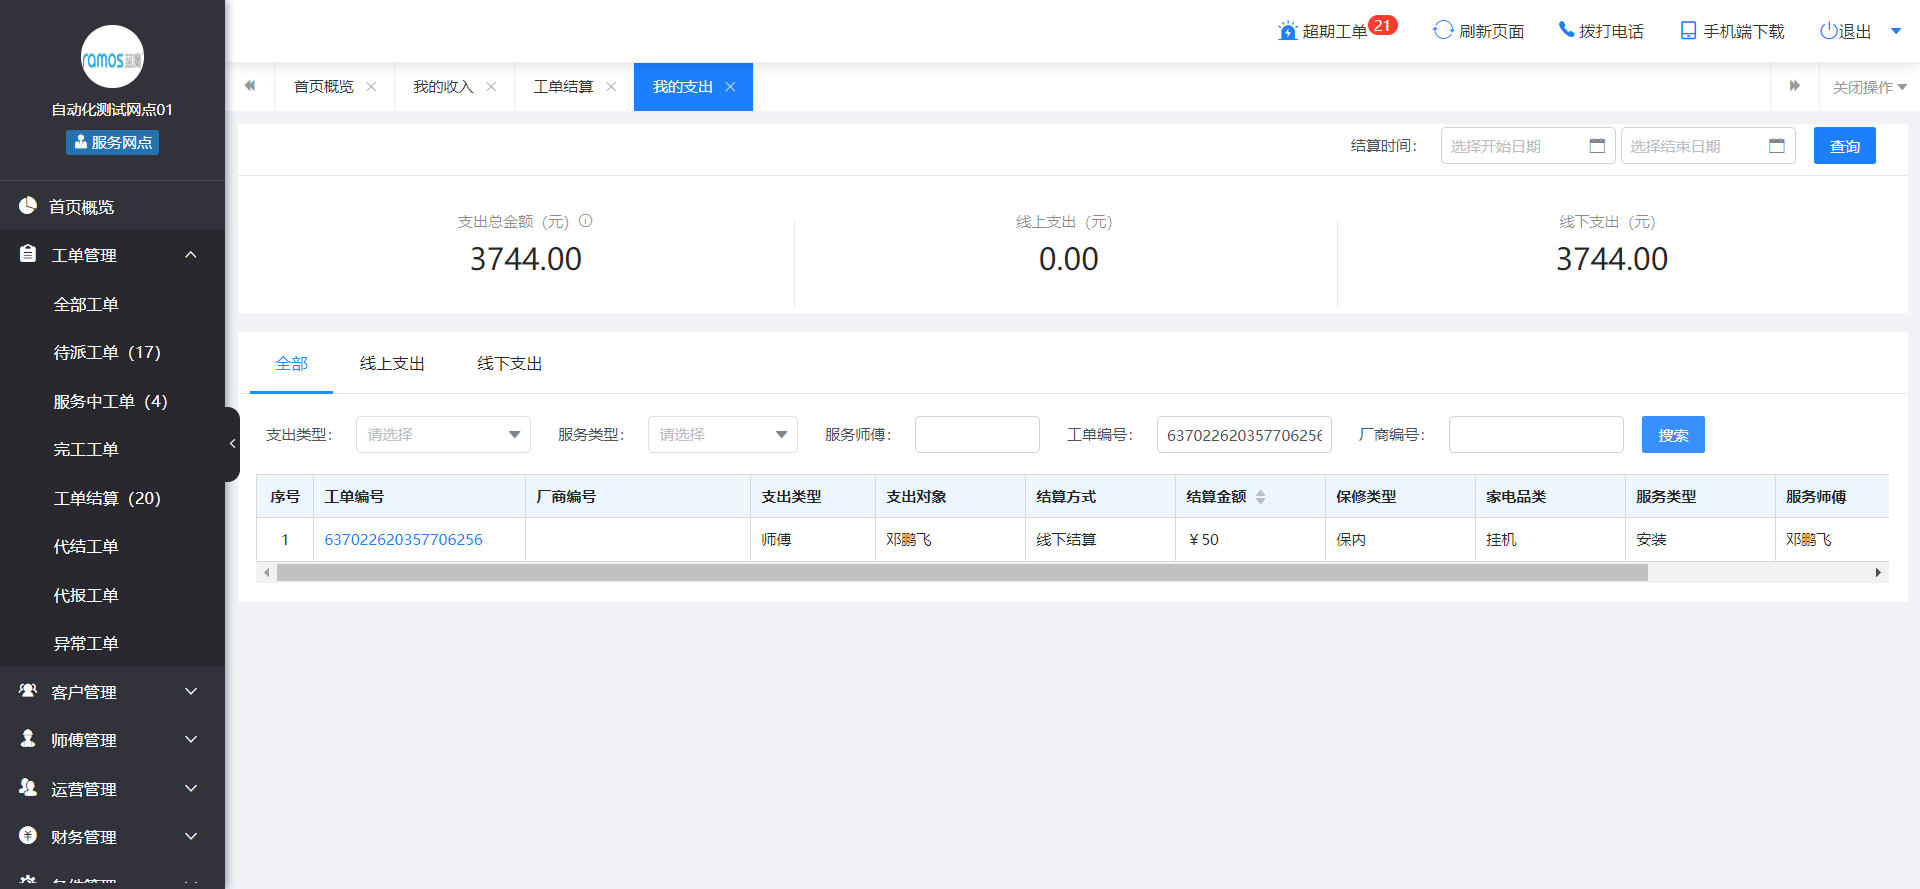 超期工单 21
刷新页面
拨打电话
手机端下载
退出
ramos
自动化测试网点01
服务网点
首页概览
工单管理
全部工单
待派工单（17）
服务中工单（4）
完工工单
工单结算（20）
代结工单
代报工单
异常工单
客户管理
师傅管理
运营管理
财务管理
首页概览
我的收入
工单结算
我的支出
关闭操作
结算时间： 选择开始日期 选择结束日期 查询
支出总金额（元） 线上支出（元） 线下支出（元）
3744.00 0.00 3744.00
全部 线上支出 线下支出
支出类型： 请选择 服务类型： 请选择 服务师傅： 工单编号： 637022620357706256 厂商编号： 搜索
序号 工单编号 厂商编号 支出类型 支出对象 结算方式 结算金额 保修类型 家电品类 服务类型 服务师傅
1 637022620357706256 师傅 邓鹏飞 线下结算 ￥50 保内 挂机 安装 邓鹏飞